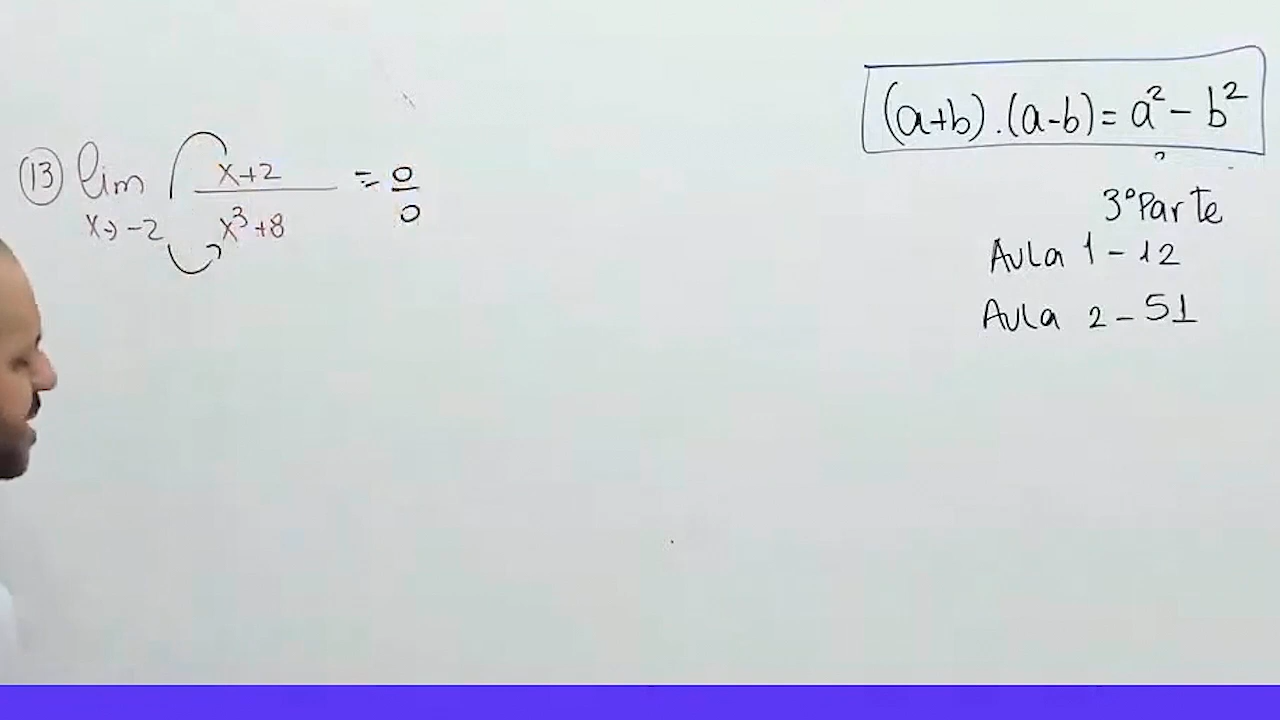 (a+b).(a-b)=a²-b²
⑬ lim x→-2 (x+2)/(x³+8) = 0/0
3ºParte
Aula 1-12
Aula 2-51